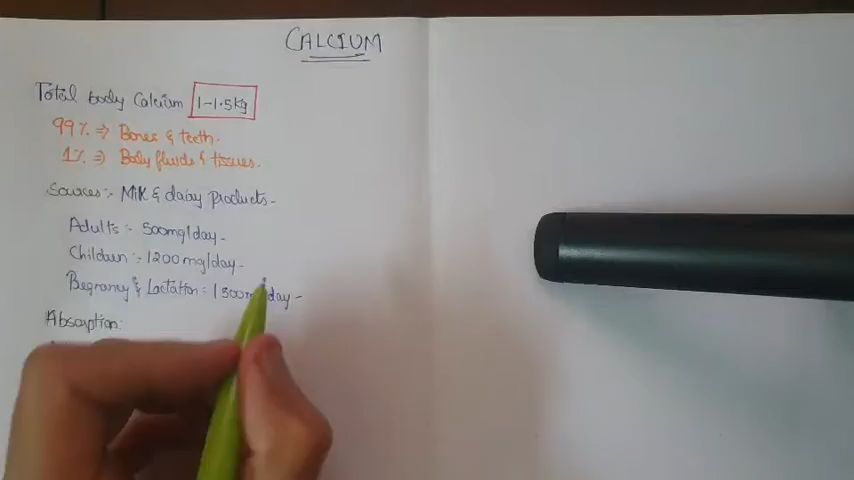 CALCIUM
Total body Calcium 1-1.5kg
99% ⇒ Bones & teeth.
1% ⇒ Body fluids & tissues.
Sources:- Milk & dairy products-
Adults:- 500mg/day-
Children:- 1200mg/day-
Pregnancy & Lactation:- 1500m day-
Absorption: